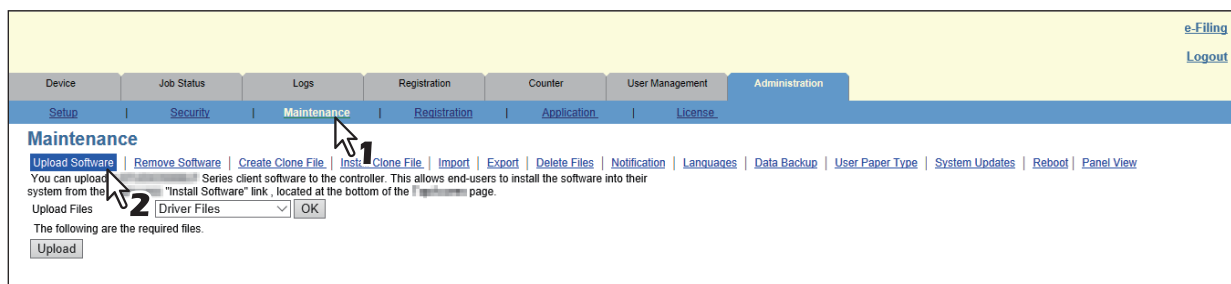 e-Filing
Logout
Device Job Status Logs Registration Counter User Management Administration
Setup | Security | Maintenance | Registration | Application | License
Maintenance
Upload Software | Remove Software | Create Clone File | Install Clone File | Import | Export | Delete Files | Notification | Languages | Data Backup | User Paper Type | System Updates | Reboot | Panel View
1
You can upload Series client software to the controller. This allows end-users to install the software into their
system from the "Install Software" link , located at the bottom of the page.
2
Upload Files Driver Files OK
The following are the required files.
Upload